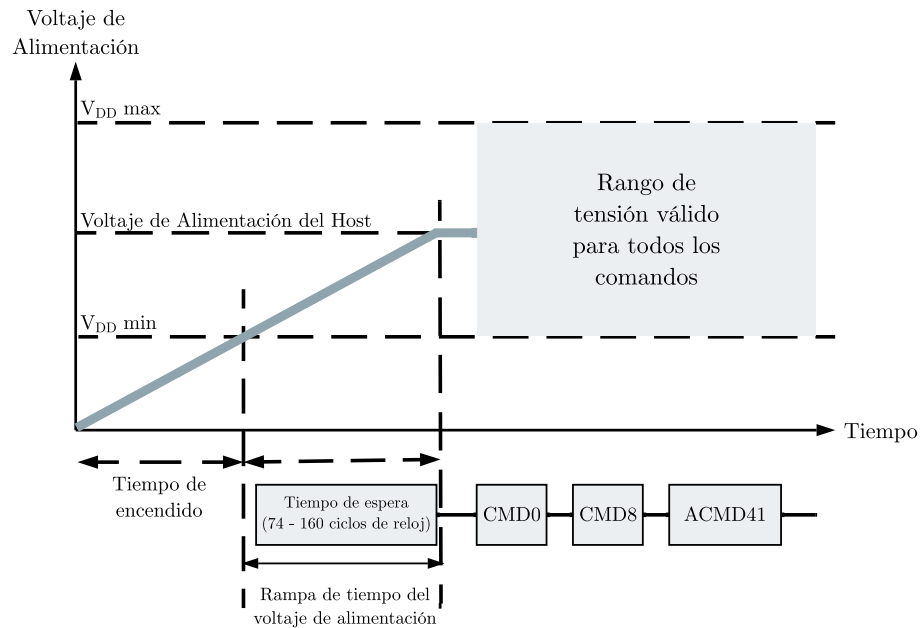 Voltaje de
Alimentación
V_DD max
Voltaje de Alimentación del Host
V_DD min
Rango de
tensión válido
para todos los
comandos
Tiempo
Tiempo de
encendido
Tiempo de espera
(74 - 160 ciclos de reloj)
CMD0
CMD8
ACMD41
Rampa de tiempo del
voltaje de alimentación